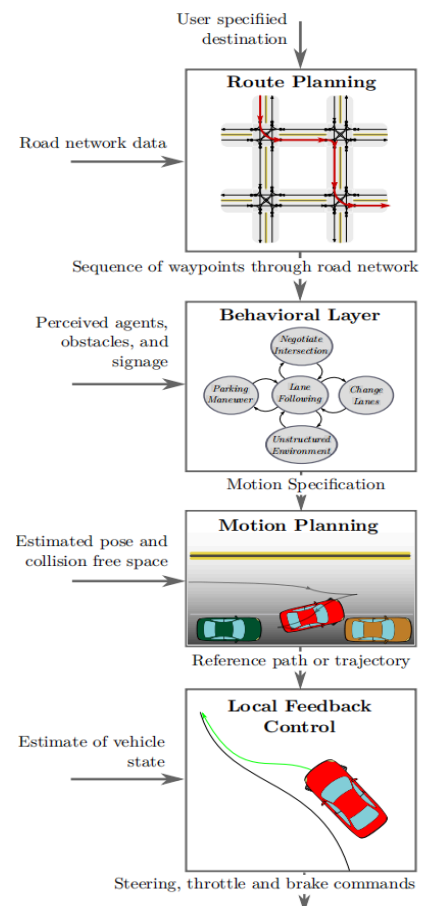 User specifiied
destination
Route Planning
Road network data
Sequence of waypoints through road network
Behavioral Layer
Perceived agents,
obstacles, and
signage
Negotiate
Intersection
Parking
Maneuver
Lane
Following
Change
Lanes
Unstructured
Environment
Motion Specification
Motion Planning
Estimated pose and
collision free space
Reference path or trajectory
Local Feedback
Control
Estimate of vehicle
state
Steering, throttle and brake commands